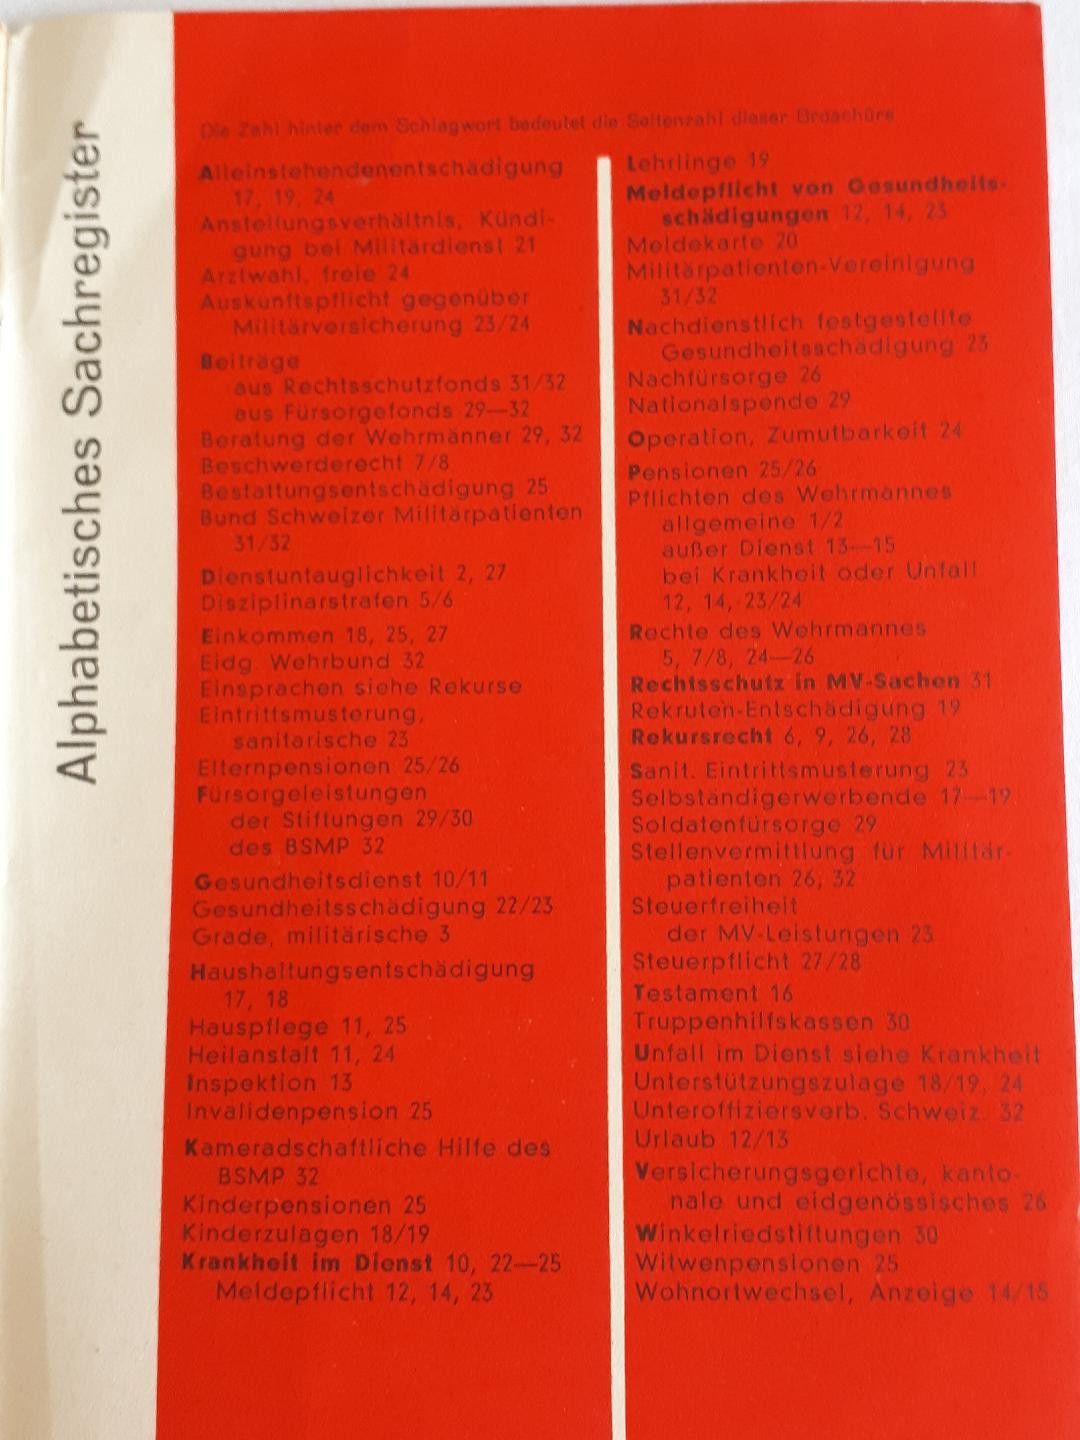 Alphabetisches Sachregister
Die Zahl hinter dem Schlagwort bedeutet die Seitenzahl dieser Broschüre
Alleinstehendenentschädigung
17, 19, 24
Anstellungsverhältnis, Kündi-
gung bei Militärdienst 21
Arztwahl, freie 24
Auskunftspflicht gegenüber
Militärversicherung 23/24
Beiträge
aus Rechtsschutzfonds 31/32
aus Fürsorgefonds 29—32
Beratung der Wehrmänner 29, 32
Beschwerderecht 7/8
Bestattungsentschädigung 25
Bund Schweizer Militärpatienten
31/32
Dienstuntauglichkeit 2, 27
Disziplinarstrafen 5/6
Einkommen 18, 25, 27
Eidg. Wehrbund 32
Einsprachen siehe Rekurse
Eintrittsmusterung,
sanitarische 23
Elternpensionen 25/26
Fürsorgeleistungen
der Stiftungen 29/30
des BSMP 32
Gesundheitsdienst 10/11
Gesundheitsschädigung 22/23
Grade, militärische 3
Haushaltungsentschädigung
17, 18
Hauspflege 11, 25
Heilanstalt 11, 24
Inspektion 13
Invalidenpension 25
Kameradschaftliche Hilfe des
BSMP 32
Kinderpensionen 25
Kinderzulagen 18/19
Krankheit im Dienst 10, 22—25
Meldepflicht 12, 14, 23
Lehrlinge 19
Meldepflicht von Gesundheits-
schädigungen 12, 14, 23
Meldekarte 20
Militärpatienten-Vereinigung
31/32
Nachdienstlich festgestellte
Gesundheitsschädigung 23
Nachfürsorge 26
Nationalspende 29
Operation, Zumutbarkeit 24
Pensionen 25/26
Pflichten des Wehrmannes
allgemeine 1/2
außer Dienst 13—15
bei Krankheit oder Unfall
12, 14, 23/24
Rechte des Wehrmannes
5, 7/8, 24—26
Rechtsschutz in MV-Sachen 31
Rekruten-Entschädigung 19
Rekursrecht 6, 9, 26, 28
Sanit. Eintrittsmusterung 23
Selbständigerwerbende 17—19
Soldatenfürsorge 29
Stellenvermittlung für Militär-
patienten 26, 32
Steuerfreiheit
der MV-Leistungen 23
Steuerpflicht 27/28
Testament 16
Truppenhilfskassen 30
Unfall im Dienst siehe Krankheit
Unterstützungszulage 18/19, 24
Unteroffiziersverb. Schweiz. 32
Urlaub 12/13
Versicherungsgerichte, kanto-
nale und eidgenössisches 26
Winkelriedstiftungen 30
Witwenpensionen 25
Wohnortwechsel, Anzeige 14/15